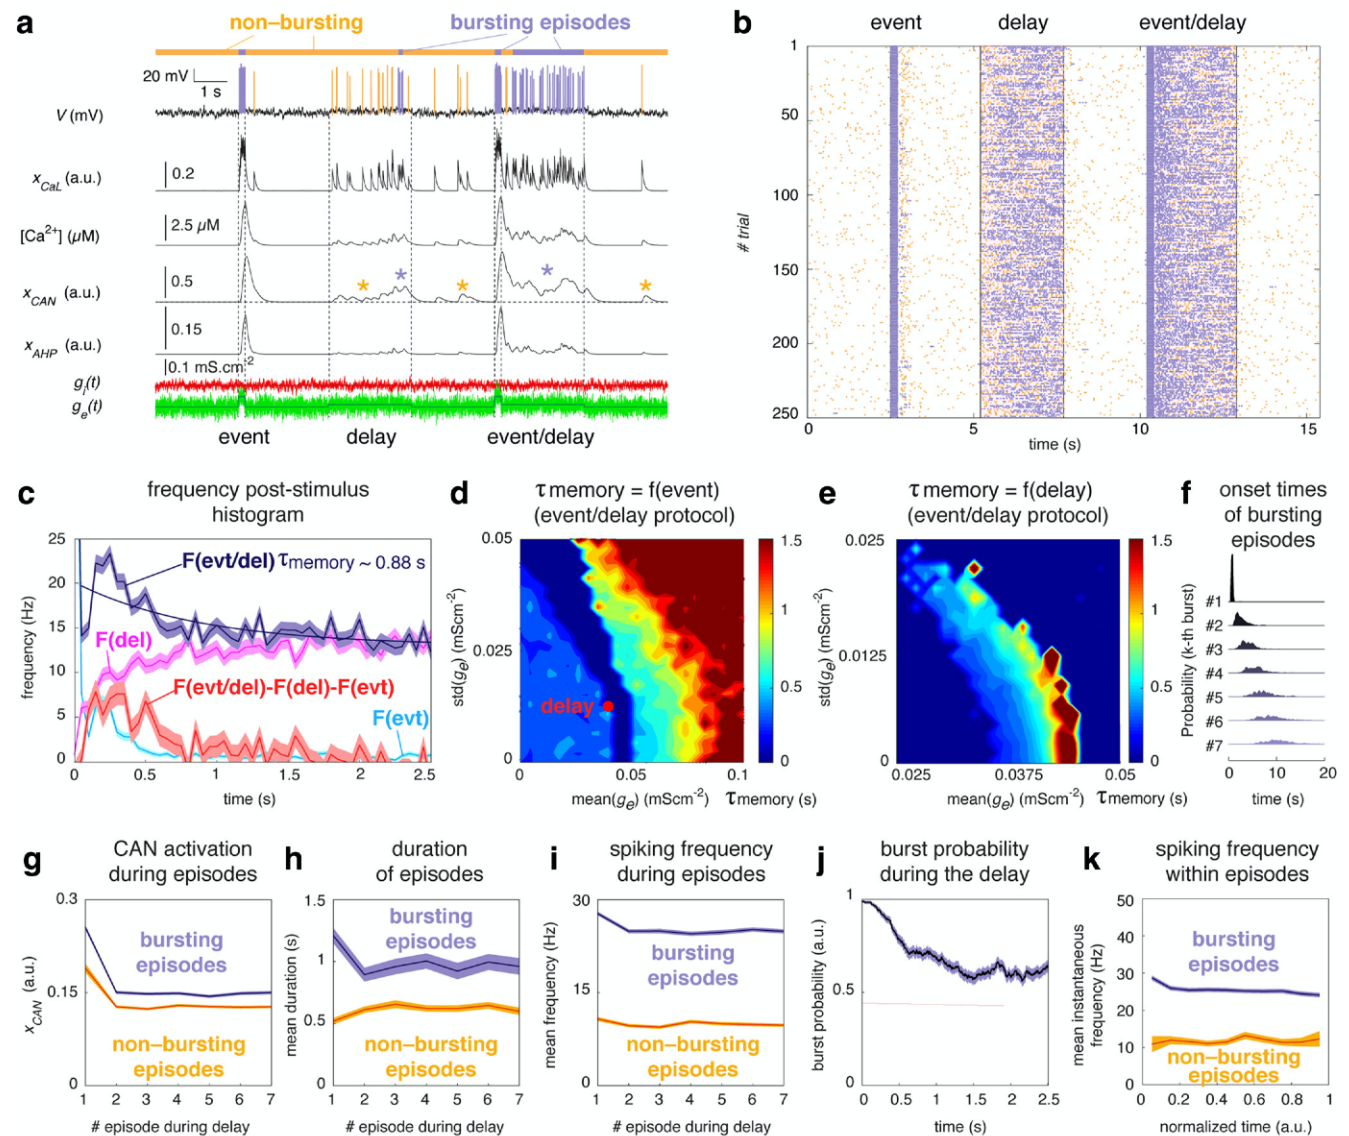 a
non–bursting
bursting episodes
20 mV
1 s
V (mV)
0.2
xCaL (a.u.)
2.5 µM
[Ca2+] (µM)
0.5
xCAN (a.u.)
* * * * *
0.15
xAHP (a.u.)
0.1 mS.cm-2
gi(t)
ge(t)
event delay event/delay
b
event delay event/delay
1
50
100
150
200
250
# trial
0 5 10 15
time (s)
c
frequency post-stimulus
histogram
25
20
15
10
5
0
frequency (Hz)
F(evt/del) τmemory ~ 0.88 s
F(del)
F(evt/del)-F(del)-F(evt)
F(evt)
0 0.5 1 1.5 2 2.5
time (s)
d
τ memory = f(event)
(event/delay protocol)
0.05
0.025
0
std(ge) (mScm-2)
delay
0 0.05 0.1
mean(ge) (mScm-2)
1.5
1
0.5
0
τmemory (s)
e
τ memory = f(delay)
(event/delay protocol)
0.025
0.0125
0
std(ge) (mScm-2)
0.025 0.0375 0.05
mean(ge) (mScm-2)
1.5
1
0.5
0
τmemory (s)
f
onset times
of bursting
episodes
Probability (k-th burst)
#1
#2
#3
#4
#5
#6
#7
0 10 20
time (s)
g
CAN activation
during episodes
0.3
0.15
0
xCAN (a.u.)
bursting
episodes
non–bursting
episodes
1 2 3 4 5 6 7
# episode during delay
h
duration
of episodes
1.5
1
0.5
0
mean duration (s)
bursting
episodes
non–bursting
episodes
1 2 3 4 5 6 7
# episode during delay
i
spiking frequency
during episodes
30
15
0
mean frequency (Hz)
bursting
episodes
non–bursting
episodes
1 2 3 4 5 6 7
# episode during delay
j
burst probability
during the delay
1
0.5
0
burst probability (a.u.)
0 0.5 1 1.5 2 2.5
time (s)
k
spiking frequency
within episodes
50
40
30
20
10
0
mean instantaneous
frequency (Hz)
bursting
episodes
non–bursting
episodes
0 0.2 0.4 0.6 0.8 1
normalized time (a.u.)